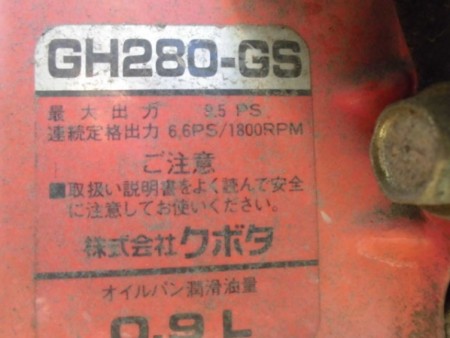 GH280-GS
最大出力 9.5 PS
連続定格出力 6.6PS/1800RPM
ご注意
■取扱い説明書をよく読んで安全
に注意してお使いください。
株式会社クボタ
オイルパン潤滑油量
0.9L